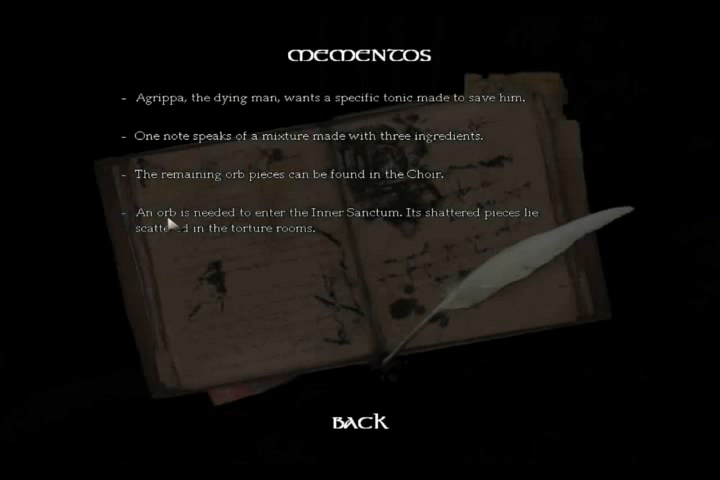 MEMENTOS
- Agrippa, the dying man, wants a specific tonic made to save him.
- One note speaks of a mixture made with three ingredients.
- The remaining orb pieces can be found in the Choir.
- An orb is needed to enter the Inner Sanctum. Its shattered pieces lie
scattered in the torture rooms.
BACK